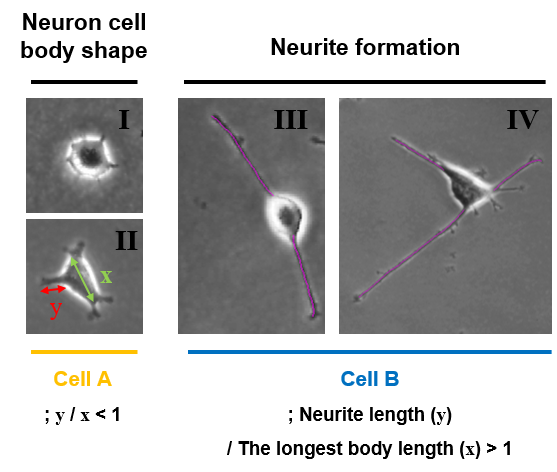 Neuron cell
body shape
Neurite formation
I
II
x
y
III
IV
Cell A
; y / x < 1
Cell B
; Neurite length (y)
/ The longest body length (x) > 1